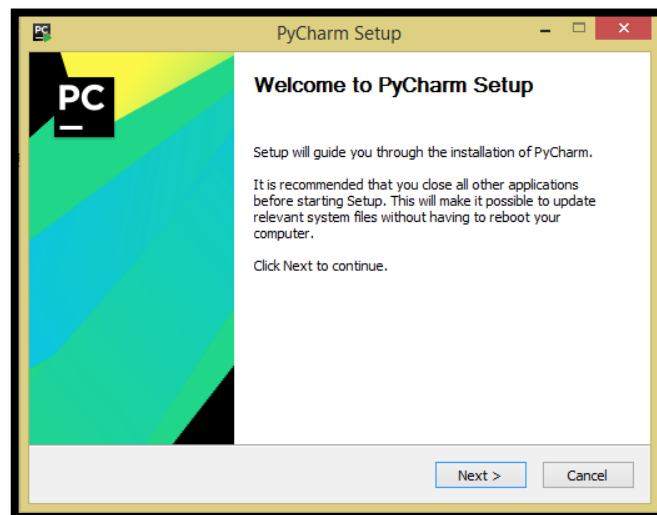 PyCharm Setup
PC
Welcome to PyCharm Setup
Setup will guide you through the installation of PyCharm.
It is recommended that you close all other applications
before starting Setup. This will make it possible to update
relevant system files without having to reboot your
computer.
Click Next to continue.
Next >
Cancel